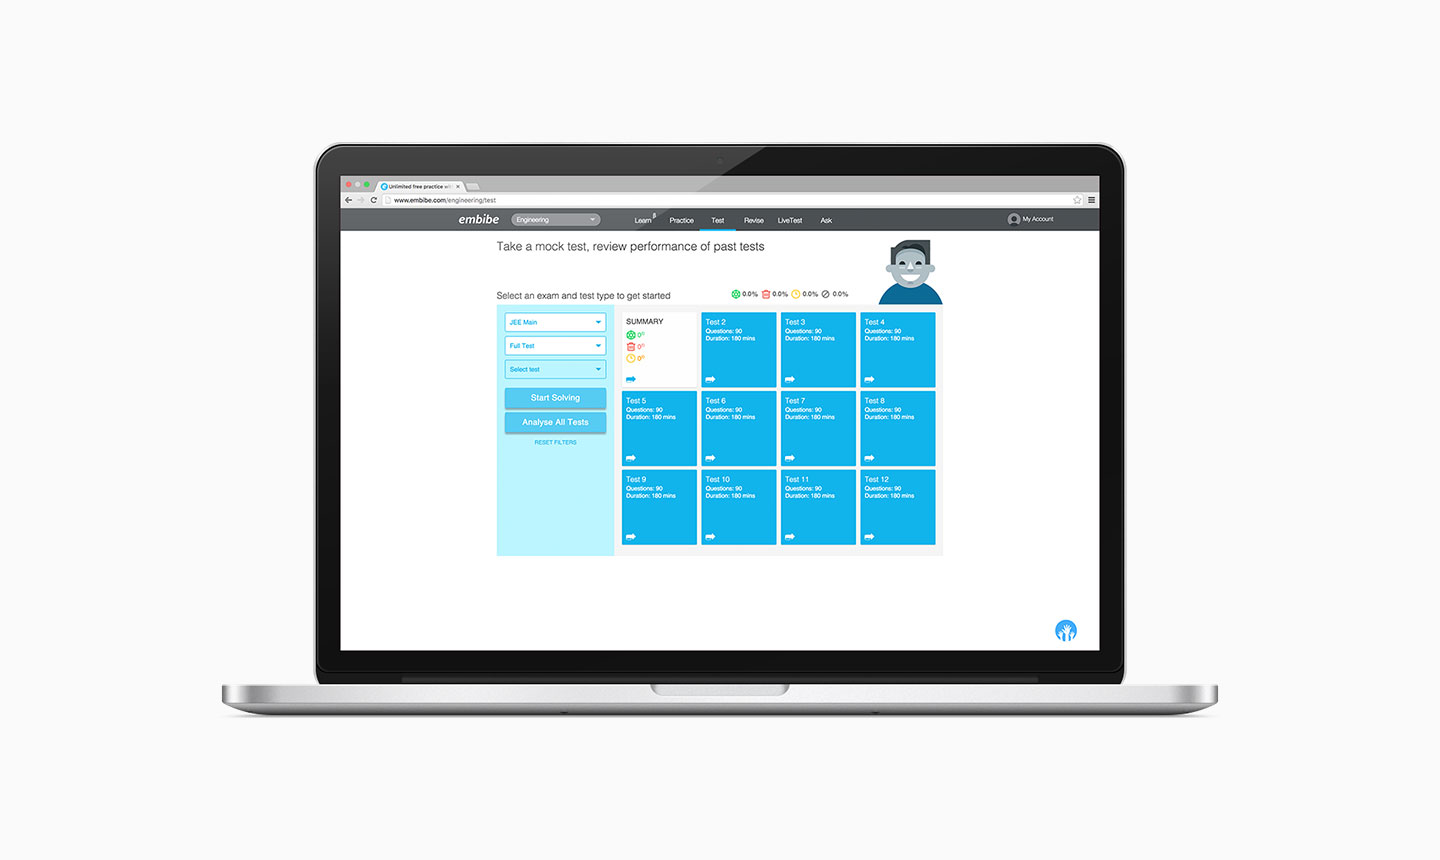 Unlimited free practice wit
www.embibe.com/engineering/test
embibe
Engineering
Learn β
Practice
Test
Revise
LiveTest
Ask
My Account
Take a mock test, review performance of past tests
Select an exam and test type to get started
0.0% 0.0% 0.0% 0.0%
JEE Main
Full Test
Select test
Start Solving
Analyse All Tests
RESET FILTERS
SUMMARY
0
0
0
Test 2
Questions: 90
Duration: 180 mins
Test 3
Questions: 90
Duration: 180 mins
Test 4
Questions: 90
Duration: 180 mins
Test 5
Questions: 90
Duration: 180 mins
Test 6
Questions: 90
Duration: 180 mins
Test 7
Questions: 90
Duration: 180 mins
Test 8
Questions: 90
Duration: 180 mins
Test 9
Questions: 90
Duration: 180 mins
Test 10
Questions: 90
Duration: 180 mins
Test 11
Questions: 90
Duration: 180 mins
Test 12
Questions: 90
Duration: 180 mins